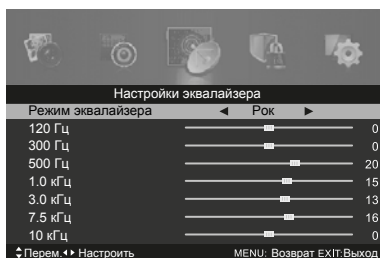 Настройки эквалайзера
Режим эквалайзера ◄ Рок ►
120 Гц 0
300 Гц 0
500 Гц 20
1.0 кГц 15
3.0 кГц 13
7.5 кГц 16
10 кГц 0
Перем. Настроить MENU: Возврат EXIT:Выход